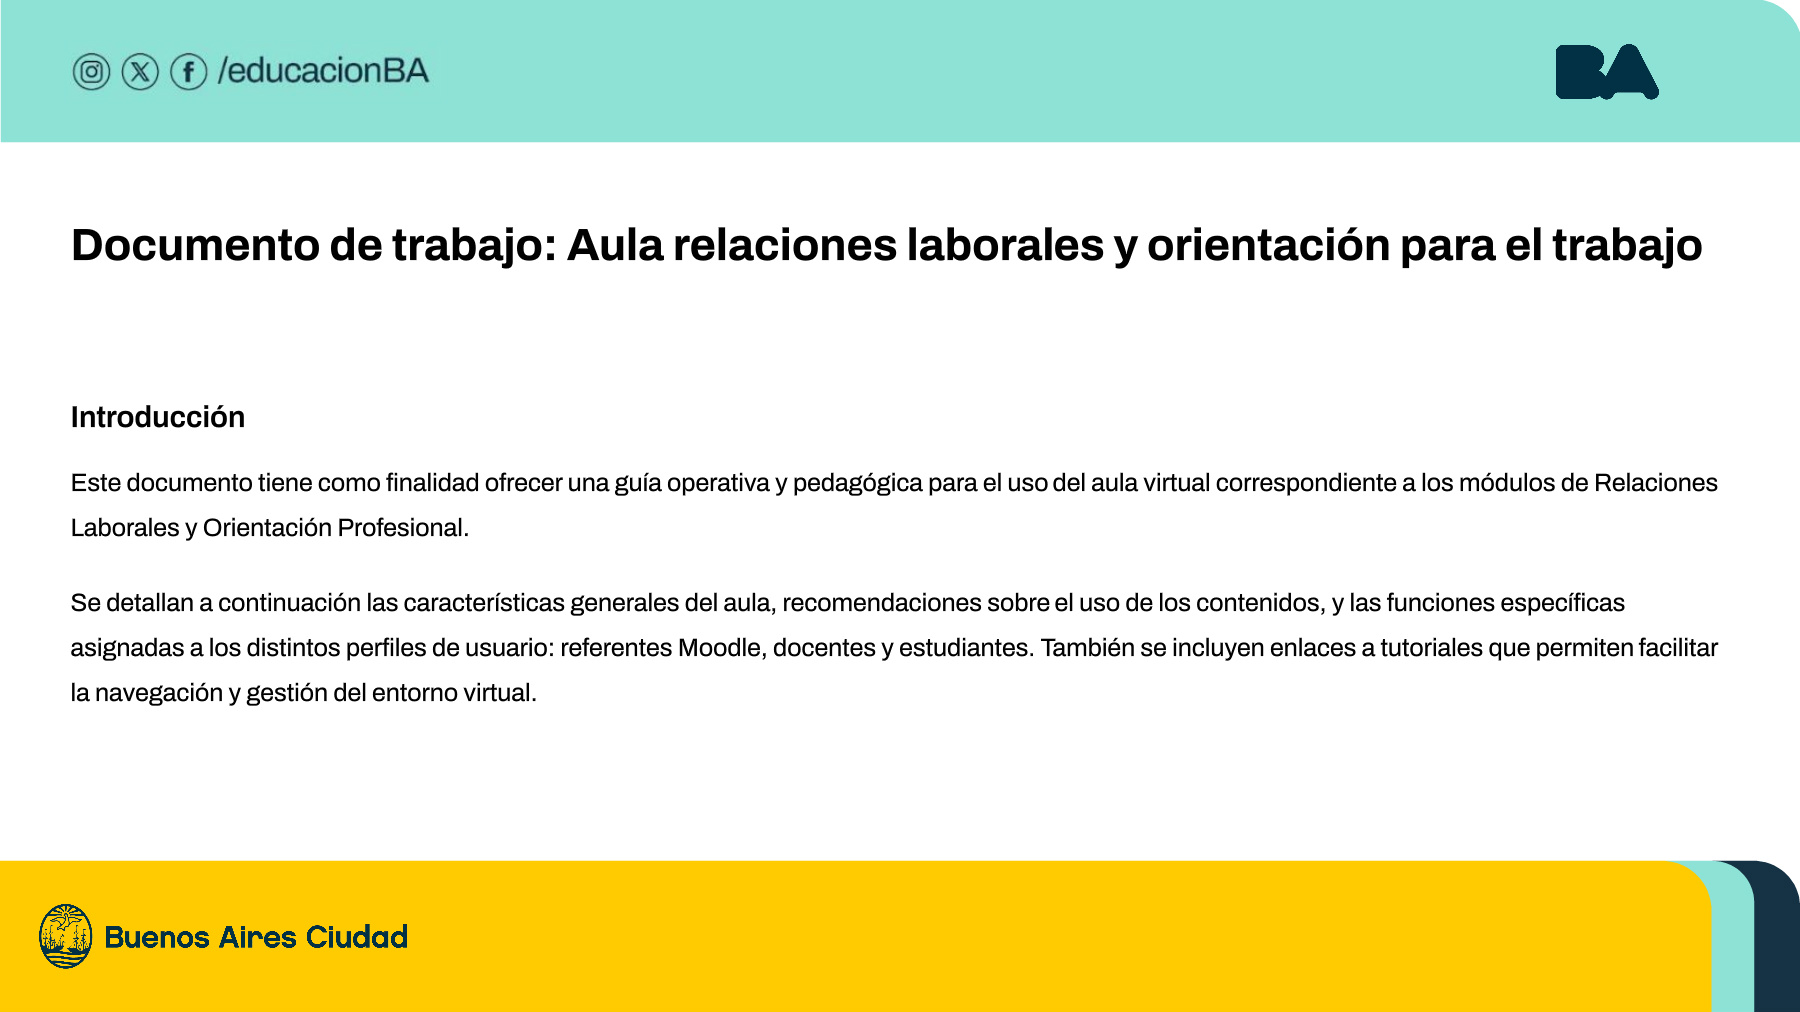 /educacionBA
BA
Documento de trabajo: Aula relaciones laborales y orientación para el trabajo
Introducción
Este documento tiene como finalidad ofrecer una guía operativa y pedagógica para el uso del aula virtual correspondiente a los módulos de Relaciones
Laborales y Orientación Profesional.
Se detallan a continuación las características generales del aula, recomendaciones sobre el uso de los contenidos, y las funciones específicas
asignadas a los distintos perfiles de usuario: referentes Moodle, docentes y estudiantes. También se incluyen enlaces a tutoriales que permiten facilitar
la navegación y gestión del entorno virtual.
Buenos Aires Ciudad